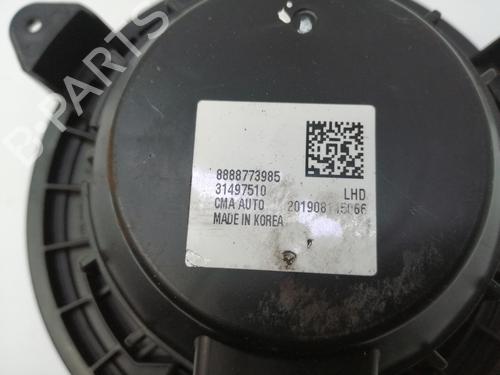 B-PARTS
8888773985
31497510 LHD
CMA AUTO
MADE IN KOREA